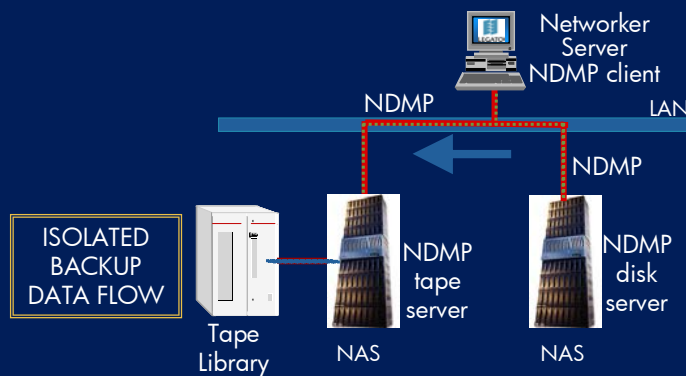 Networker
Server
NDMP client
LEGATO
NDMP
LAN
NDMP
ISOLATED
BACKUP
DATA FLOW
NDMP
tape
server
NDMP
disk
server
Tape
Library
NAS
NAS